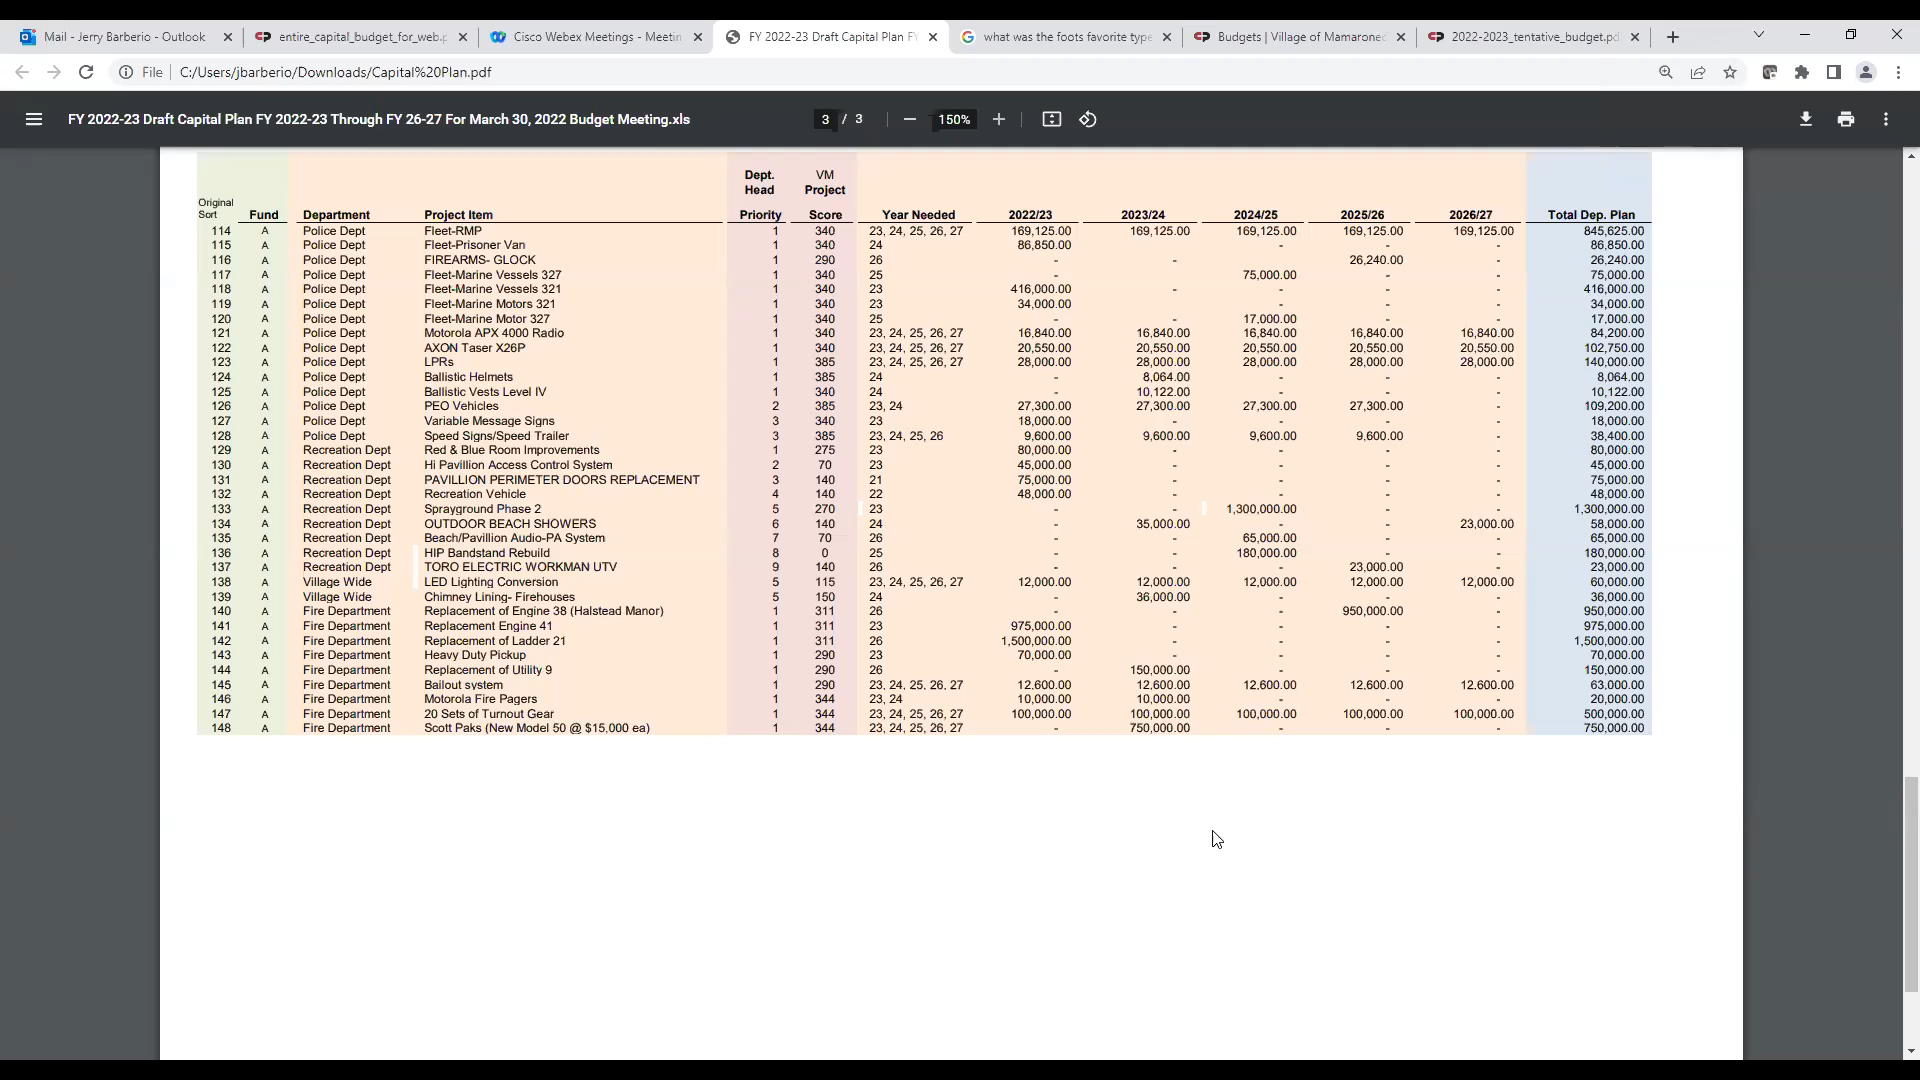 Mail - Jerry Barberio - Outlook
entire_capital_budget_for_web.p
Cisco Webex Meetings - Meetin
FY 2022-23 Draft Capital Plan FY
what was the foots favorite type
Budgets | Village of Mamaronec
2022-2023_tentative_budget.pd
File C:/Users/jbarberio/Downloads/Capital%20Plan.pdf
FY 2022-23 Draft Capital Plan FY 2022-23 Through FY 26-27 For March 30, 2022 Budget Meeting.xls 3 / 3 150%
Dept. VM
Head Project
Original
Sort Fund Department Project Item Priority Score Year Needed 2022/23 2023/24 2024/25 2025/26 2026/27 Total Dep. Plan
114 A Police Dept Fleet-RMP 1 340 23, 24, 25, 26, 27 169,125.00 169,125.00 169,125.00 169,125.00 169,125.00 845,625.00
115 A Police Dept Fleet-Prisoner Van 1 340 24 86,850.00 - - - 86,850.00
116 A Police Dept FIREARMS- GLOCK 1 290 26 - - 26,240.00 - 26,240.00
117 A Police Dept Fleet-Marine Vessels 327 1 340 25 - 75,000.00 - - 75,000.00
118 A Police Dept Fleet-Marine Vessels 321 1 340 23 416,000.00 - - - - 416,000.00
119 A Police Dept Fleet-Marine Motors 321 1 340 23 34,000.00 - - - 34,000.00
120 A Police Dept Fleet-Marine Motor 327 1 340 25 - - 17,000.00 - - 17,000.00
121 A Police Dept Motorola APX 4000 Radio 1 340 23, 24, 25, 26, 27 16,840.00 16,840.00 16,840.00 16,840.00 16,840.00 84,200.00
122 A Police Dept AXON Taser X26P 1 340 23, 24, 25, 26, 27 20,550.00 20,550.00 20,550.00 20,550.00 20,550.00 102,750.00
123 A Police Dept LPRs 1 385 23, 24, 25, 26, 27 28,000.00 28,000.00 28,000.00 28,000.00 28,000.00 140,000.00
124 A Police Dept Ballistic Helmets 1 385 24 - 8,064.00 - - - 8,064.00
125 A Police Dept Ballistic Vests Level IV 1 340 24 - 10,122.00 - - - 10,122.00
126 A Police Dept PEO Vehicles 2 385 23, 24 27,300.00 27,300.00 27,300.00 27,300.00 - 109,200.00
127 A Police Dept Variable Message Signs 3 340 23 18,000.00 - - - - 18,000.00
128 A Police Dept Speed Signs/Speed Trailer 3 385 23, 24, 25, 26 9,600.00 9,600.00 9,600.00 9,600.00 - 38,400.00
129 A Recreation Dept Red & Blue Room Improvements 1 275 23 80,000.00 - - - - 80,000.00
130 A Recreation Dept Hi Pavillion Access Control System 2 70 23 45,000.00 - - - - 45,000.00
131 A Recreation Dept PAVILLION PERIMETER DOORS REPLACEMENT 3 140 21 75,000.00 - - - - 75,000.00
132 A Recreation Dept Recreation Vehicle 4 140 22 48,000.00 - - - - 48,000.00
133 A Recreation Dept Sprayground Phase 2 5 270 23 - - 1,300,000.00 - - 1,300,000.00
134 A Recreation Dept OUTDOOR BEACH SHOWERS 6 140 24 - 35,000.00 - - 23,000.00 58,000.00
135 A Recreation Dept Beach/Pavillion Audio-PA System 7 70 26 - - 65,000.00 - - 65,000.00
136 A Recreation Dept HIP Bandstand Rebuild 8 0 25 - - 180,000.00 - - 180,000.00
137 A Recreation Dept TORO ELECTRIC WORKMAN UTV 9 140 26 - - - 23,000.00 - 23,000.00
138 A Village Wide LED Lighting Conversion 5 115 23, 24, 25, 26, 27 12,000.00 12,000.00 12,000.00 12,000.00 12,000.00 60,000.00
139 A Village Wide Chimney Lining- Firehouses 5 150 24 - 36,000.00 - - - 36,000.00
140 A Fire Department Replacement of Engine 38 (Halstead Manor) 1 311 26 - - - 950,000.00 - 950,000.00
141 A Fire Department Replacement Engine 41 1 311 23 975,000.00 - - - - 975,000.00
142 A Fire Department Replacement of Ladder 21 1 311 26 1,500,000.00 - - - - 1,500,000.00
143 A Fire Department Heavy Duty Pickup 1 290 23 70,000.00 - - - - 70,000.00
144 A Fire Department Replacement of Utility 9 1 290 26 - 150,000.00 - - - 150,000.00
145 A Fire Department Bailout system 1 290 23, 24, 25, 26, 27 12,600.00 12,600.00 12,600.00 12,600.00 12,600.00 63,000.00
146 A Fire Department Motorola Fire Pagers 1 344 23, 24 10,000.00 10,000.00 - - - 20,000.00
147 A Fire Department 20 Sets of Turnout Gear 1 344 23, 24, 25, 26, 27 100,000.00 100,000.00 100,000.00 100,000.00 100,000.00 500,000.00
148 A Fire Department Scott Paks (New Model 50 @ $15,000 ea) 1 344 23, 24, 25, 26, 27 - 750,000.00 - - - 750,000.00